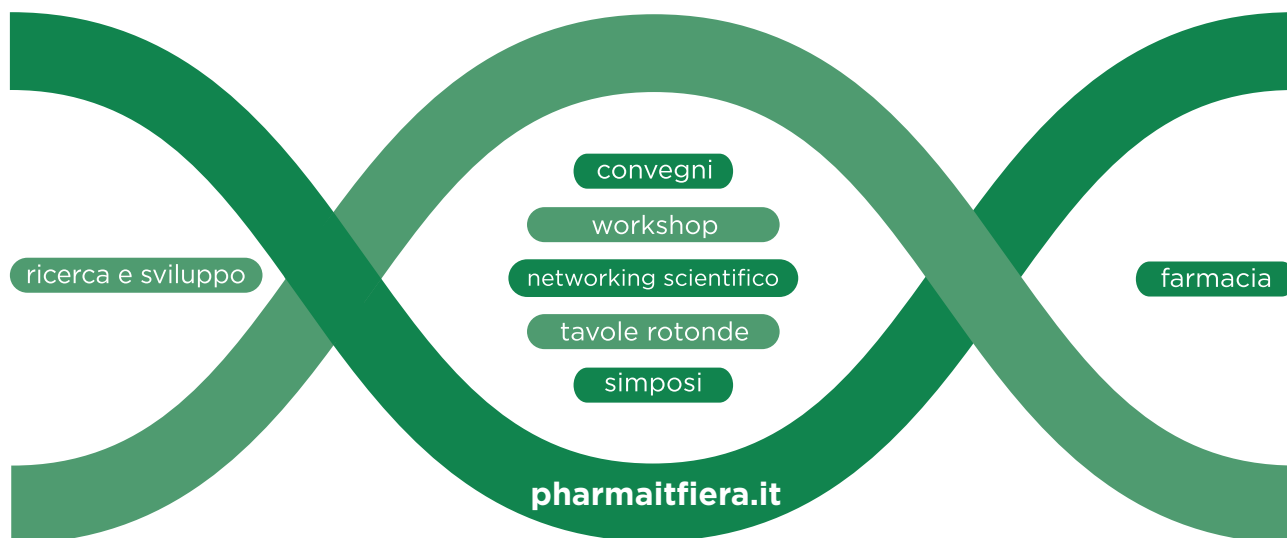 ricerca e sviluppo
convegni
workshop
networking scientifico
tavole rotonde
simposi
farmacia
pharmaitfiera.it